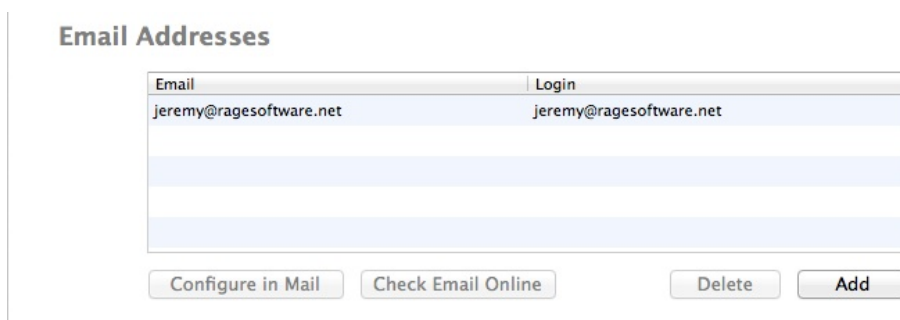 Email Addresses
Email Login
jeremy@ragesoftware.net jeremy@ragesoftware.net
Configure in Mail Check Email Online Delete Add